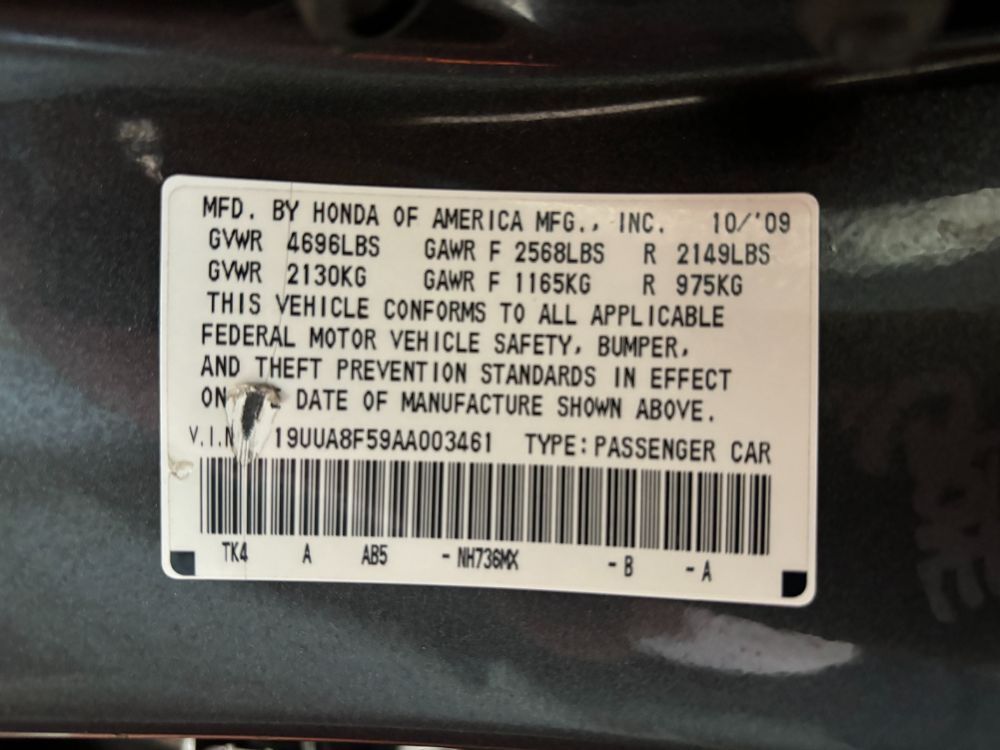 MFD. BY HONDA OF AMERICA MFG., INC. 10/'09
GVWR 4696LBS GAWR F 2568LBS R 2149LBS
GVWR 2130KG GAWR F 1165KG R 975KG
THIS VEHICLE CONFORMS TO ALL APPLICABLE
FEDERAL MOTOR VEHICLE SAFETY, BUMPER,
AND THEFT PREVENTION STANDARDS IN EFFECT
ON DATE OF MANUFACTURE SHOWN ABOVE.
V.I.N 19UUA8F59AA003461 TYPE: PASSENGER CAR
TK4 A AB5 - NH736MX - B - A